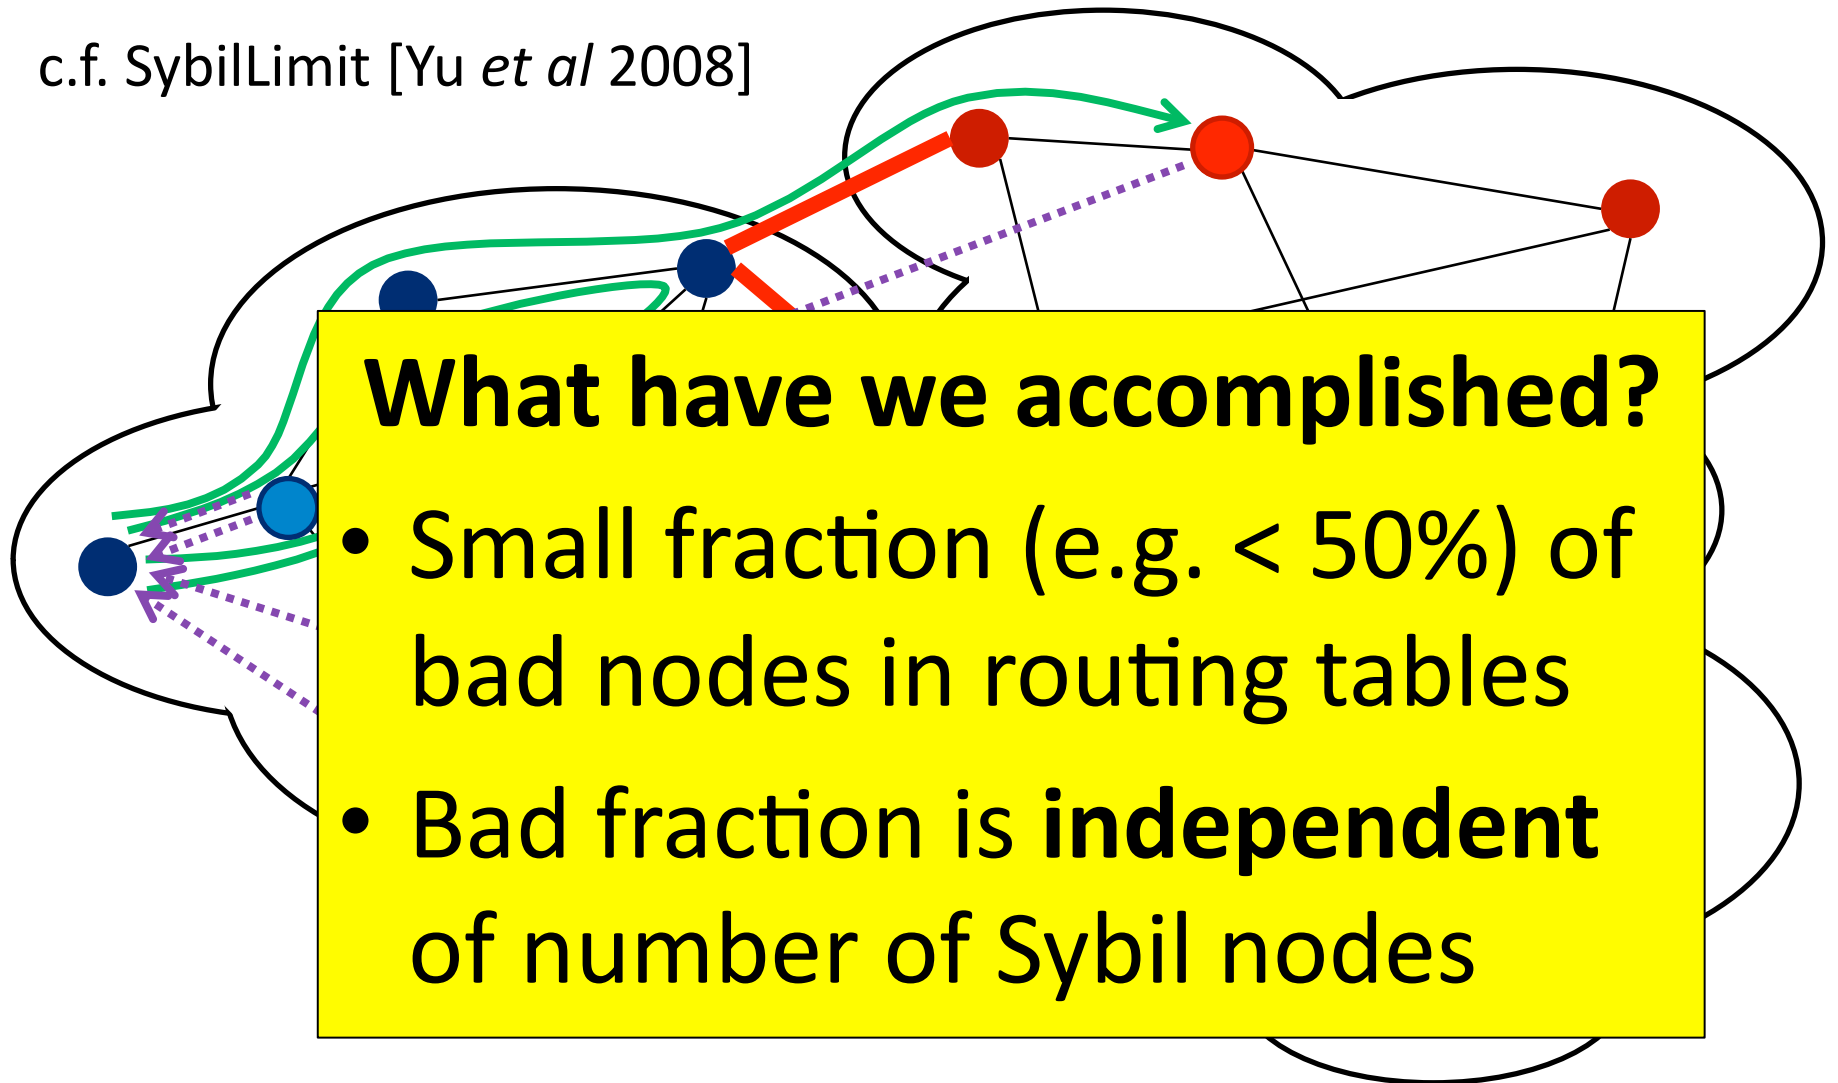 c.f. SybilLimit [Yu et al 2008]
What have we accomplished?
• Small fraction (e.g. < 50%) of
bad nodes in routing tables
• Bad fraction is independent
of number of Sybil nodes